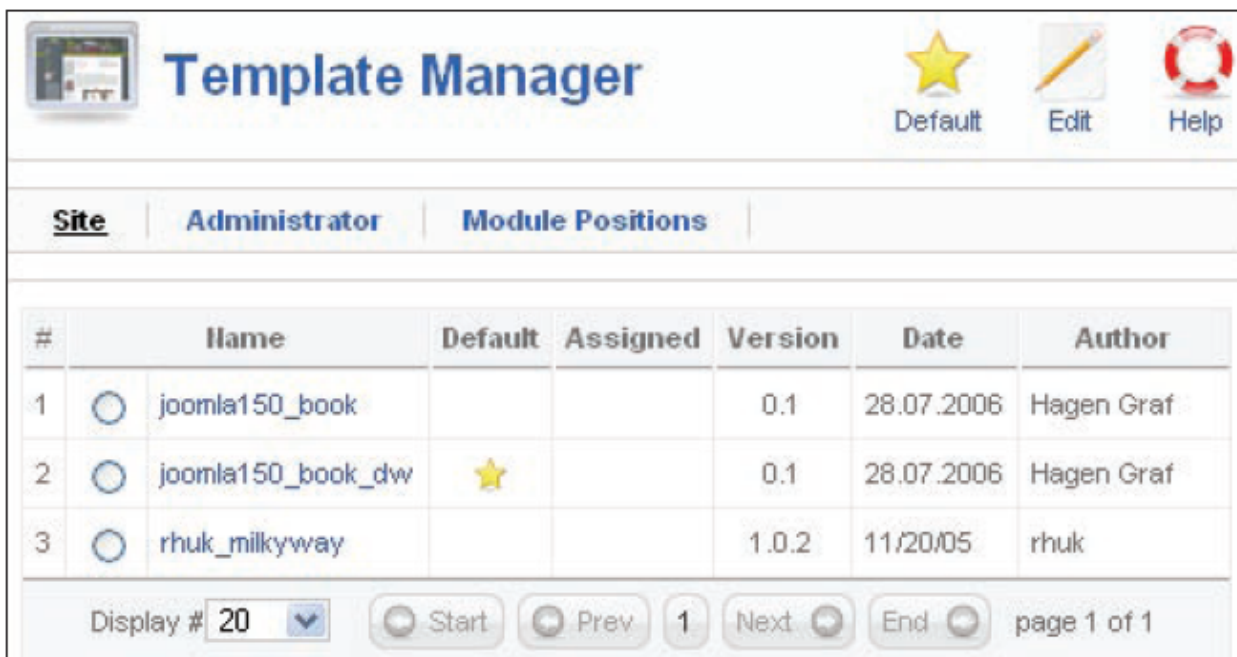 Template Manager
Default Edit Help
Site Administrator Module Positions
# Name Default Assigned Version Date Author
1 joomla150_book 0.1 28.07.2006 Hagen Graf
2 joomla150_book_dw 0.1 28.07.2006 Hagen Graf
3 rhuk_milkyway 1.0.2 11/20/05 rhuk
Display # 20 Start Prev 1 Next End page 1 of 1